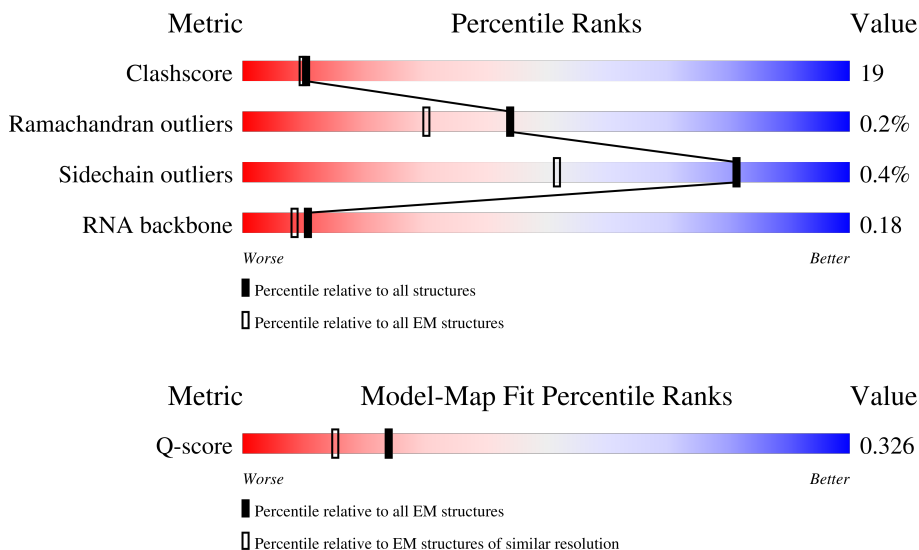 Metric Percentile Ranks Value
Clashscore 19
Ramachandran outliers 0.2%
Sidechain outliers 0.4%
RNA backbone 0.18
Worse Better
Percentile relative to all structures
Percentile relative to all EM structures
Metric Model-Map Fit Percentile Ranks Value
Q-score 0.326
Worse Better
Percentile relative to all EM structures
Percentile relative to EM structures of similar resolution